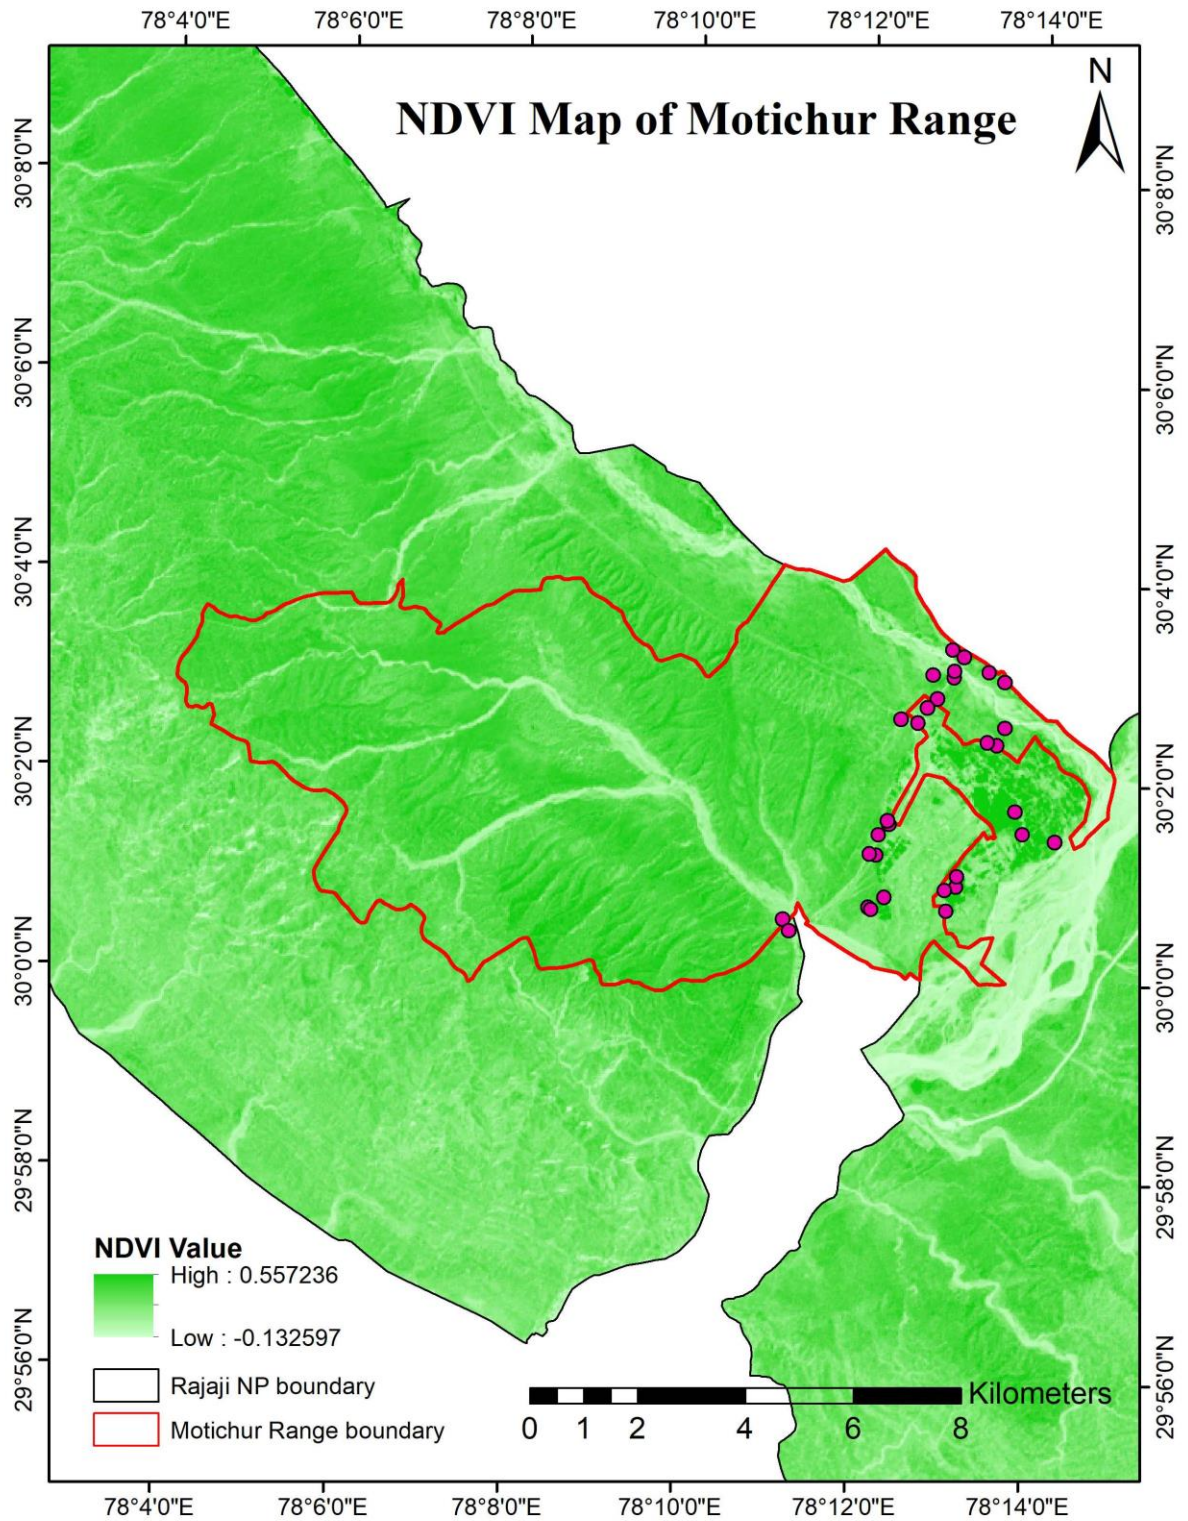 78°4'0"E 78°6'0"E 78°8'0"E 78°10'0"E 78°12'0"E 78°14'0"E
N
NDVI Map of Motichur Range
30°8'0"N
30°8'0"N
30°6'0"N
30°6'0"N
30°4'0"N
30°4'0"N
30°2'0"N
30°2'0"N
30°0'0"N
30°0'0"N
29°58'0"N
29°58'0"N
29°56'0"N
29°56'0"N
NDVI Value
High : 0.557236
Low : -0.132597
Rajaji NP boundary
Motichur Range boundary
Kilometers
0 1 2 4 6 8
78°4'0"E 78°6'0"E 78°8'0"E 78°10'0"E 78°12'0"E 78°14'0"E